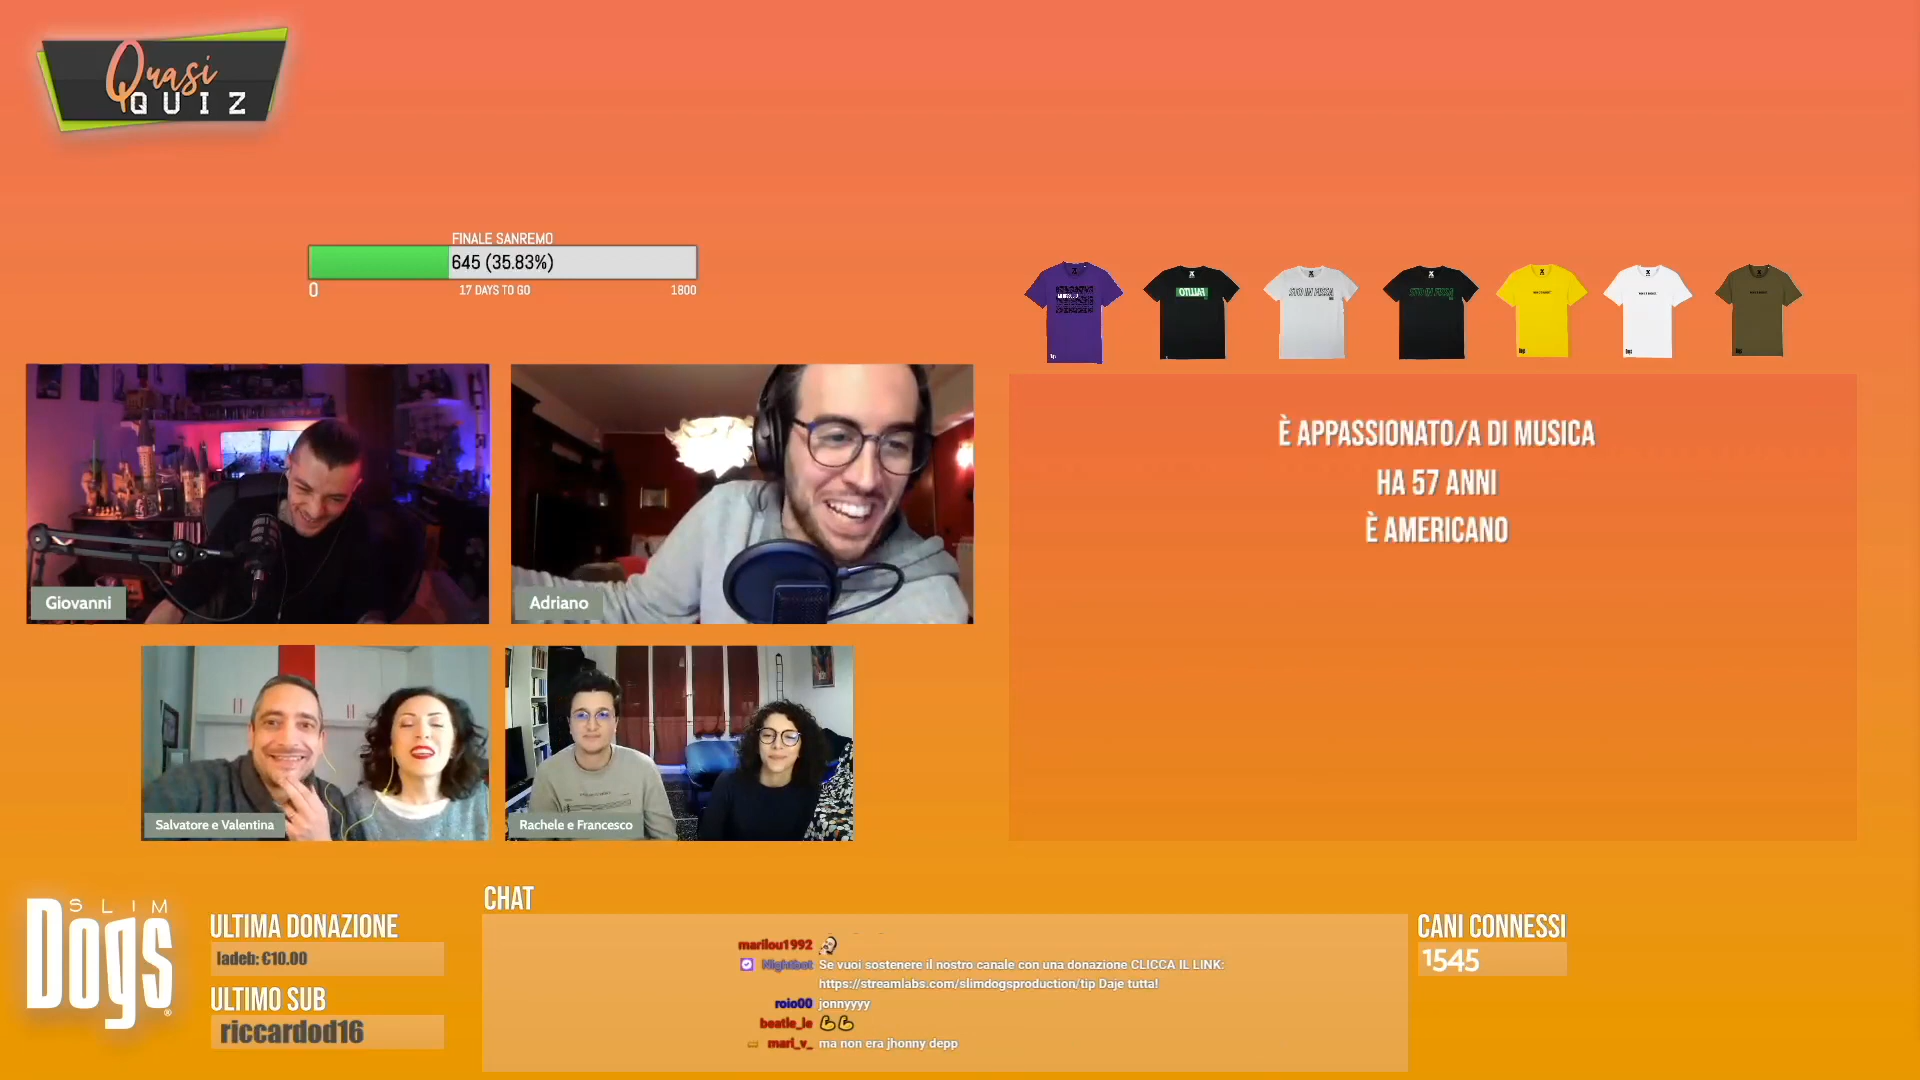 Quasi
QUIZ
FINALE SANREMO
645 (35.83%)
0
17 DAYS TO GO
1800
È APPASSIONATO/A DI MUSICA
HA 57 ANNI
È AMERICANO
Giovanni
Adriano
Salvatore e Valentina
Rachele e Francesco
SLIM
Dogs®
ULTIMA DONAZIONE
ladeb: €10.00
ULTIMO SUB
riccardod16
CHAT
marilou1992
Nightbot Se vuoi sostenere il nostro canale con una donazione CLICCA IL LINK:
https://streamlabs.com/slimdogsproduction/tip Daje tutta!
roio00 jonnyyyy
beatle_le 💪💪
mari_v_ ma non era jhonny depp
CANI CONNESSI
1545